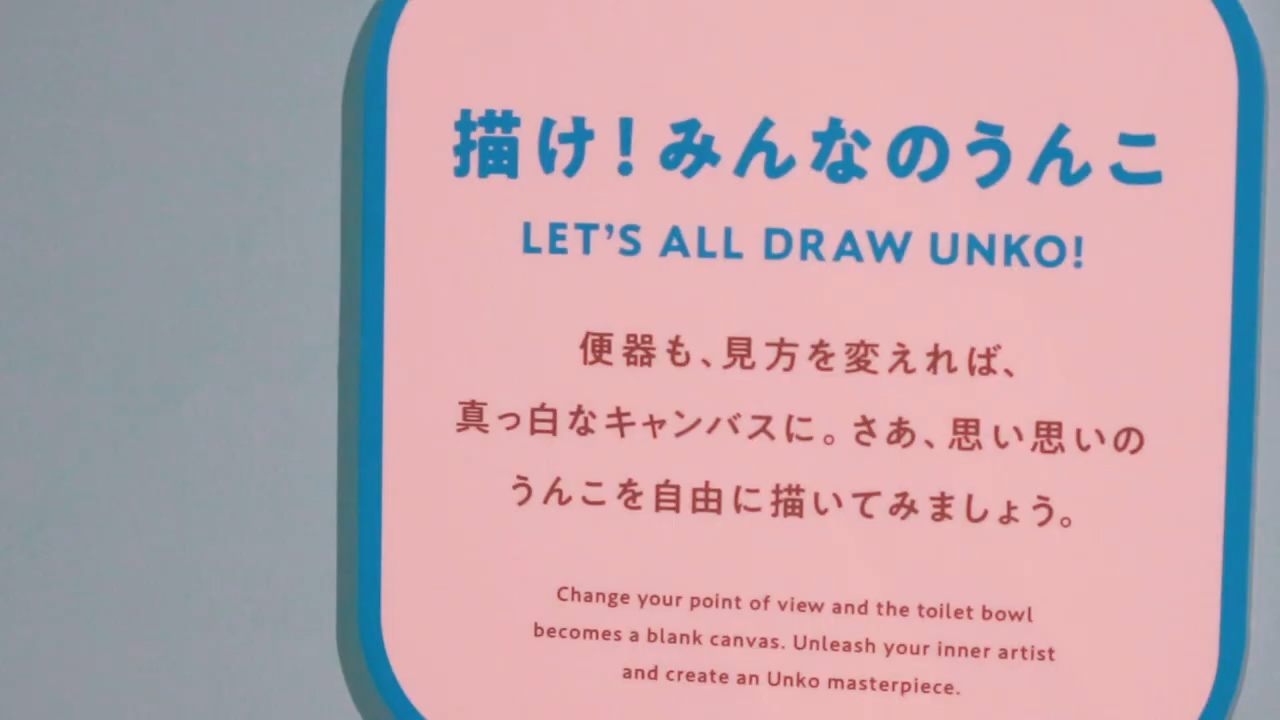 描け!みんなのうんこ
LET'S ALL DRAW UNKO!
便器も、見方を変えれば、
真っ白なキャンバスに。さあ、思い思いの
うんこを自由に描いてみましょう。
Change your point of view and the toilet bowl
becomes a blank canvas. Unleash your inner artist
and create an Unko masterpiece.